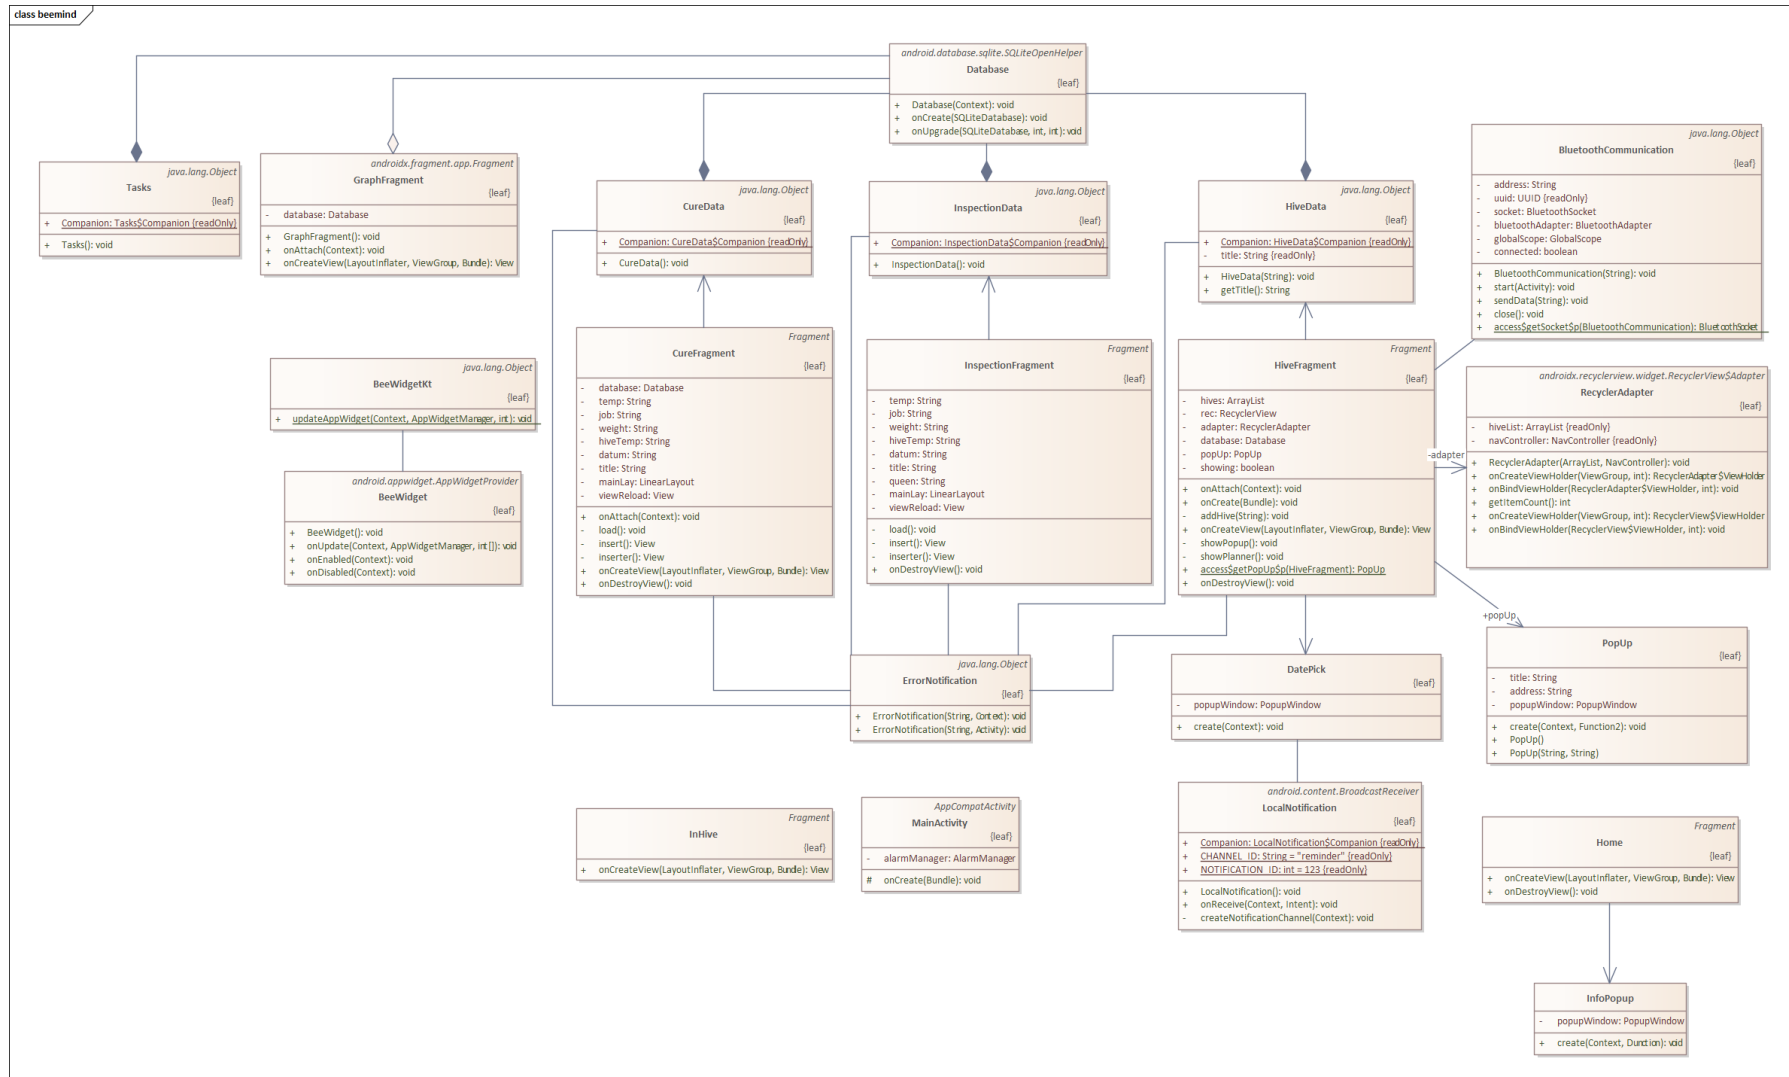 class beemind
android.database.sqlite.SQLiteOpenHelper
Database
{leaf}
+ Database(Context): void
+ onCreate(SQLiteDatabase): void
+ onUpgrade(SQLiteDatabase, int, int): void
java.lang.Object
Tasks
{leaf}
+ Companion: Tasks$Companion {readOnly}
+ Tasks(): void
androidx.fragment.app.Fragment
GraphFragment
{leaf}
- database: Database
+ GraphFragment(): void
+ onAttach(Context): void
+ onCreateView(LayoutInflater, ViewGroup, Bundle): View
java.lang.Object
CureData
{leaf}
+ Companion: CureData$Companion {readOnly}
+ CureData(): void
java.lang.Object
InspectionData
{leaf}
+ Companion: InspectionData$Companion {readOnly}
+ InspectionData(): void
java.lang.Object
HiveData
{leaf}
+ Companion: HiveData$Companion {readOnly}
- title: String {readOnly}
+ HiveData(String): void
+ getTitle(): String
java.lang.Object
BluetoothCommunication
{leaf}
- address: String
- uuid: UUID {readOnly}
- socket: BluetoothSocket
- bluetoothAdapter: BluetoothAdapter
- globalScope: GlobalScope
- connected: boolean
+ BluetoothCommunication(String): void
+ start(Activity): void
+ sendData(String): void
+ close(): void
+ access$getSocket$p(BluetoothCommunication): BluetoothSocket
java.lang.Object
BeeWidgetKt
{leaf}
+ updateAppWidget(Context, AppWidgetManager, int): void
android.appwidget.AppWidgetProvider
BeeWidget
{leaf}
+ BeeWidget(): void
+ onUpdate(Context, AppWidgetManager, int[]): void
+ onEnabled(Context): void
+ onDisabled(Context): void
Fragment
CureFragment
{leaf}
- database: Database
- temp: String
- job: String
- weight: String
- hiveTemp: String
- datum: String
- title: String
- mainLay: LinearLayout
- viewReload: View
+ onAttach(Context): void
- load(): void
- insert(): View
- inserter(): View
+ onCreateView(LayoutInflater, ViewGroup, Bundle): View
+ onDestroyView(): void
Fragment
InspectionFragment
{leaf}
- temp: String
- job: String
- weight: String
- hiveTemp: String
- datum: String
- title: String
- queen: String
- mainLay: LinearLayout
- viewReload: View
- load(): void
- insert(): View
- inserter(): View
+ onDestroyView(): void
Fragment
HiveFragment
{leaf}
- hives: ArrayList
- rec: RecyclerView
- adapter: RecyclerAdapter
- database: Database
- popUp: PopUp
- showing: boolean
+ onAttach(Context): void
+ onCreate(Bundle): void
- addHive(String): void
+ onCreateView(LayoutInflater, ViewGroup, Bundle): View
- showPopup(): void
- showPlanner(): void
+ access$getPopUp$p(HiveFragment): PopUp
+ onDestroyView(): void
-adapter
androidx.recyclerview.widget.RecyclerView$Adapter
RecyclerAdapter
{leaf}
- hiveList: ArrayList {readOnly}
- navController: NavController {readOnly}
+ RecyclerAdapter(ArrayList, NavController): void
+ onCreateViewHolder(ViewGroup, int): RecyclerAdapter$ViewHolder
+ onBindViewHolder(RecyclerAdapter$ViewHolder, int): void
+ getItemCount(): int
+ onCreateViewHolder(ViewGroup, int): RecyclerView$ViewHolder
+ onBindViewHolder(RecyclerView$ViewHolder, int): void
+popUp
PopUp
{leaf}
- title: String
- address: String
- popupWindow: PopupWindow
+ create(Context, Function2): void
+ PopUp()
+ PopUp(String, String)
java.lang.Object
ErrorNotification
{leaf}
+ ErrorNotification(String, Context): void
+ ErrorNotification(String, Activity): void
DatePick
{leaf}
- popupWindow: PopupWindow
+ create(Context): void
android.content.BroadcastReceiver
LocalNotification
{leaf}
+ Companion: LocalNotification$Companion {readOnly}
+ CHANNEL_ID: String = "reminder" {readOnly}
+ NOTIFICATION_ID: int = 123 {readOnly}
+ LocalNotification(): void
+ onReceive(Context, Intent): void
- createNotificationChannel(Context): void
Fragment
InHive
{leaf}
+ onCreateView(LayoutInflater, ViewGroup, Bundle): View
AppCompatActivity
MainActivity
{leaf}
- alarmManager: AlarmManager
# onCreate(Bundle): void
Fragment
Home
{leaf}
+ onCreateView(LayoutInflater, ViewGroup, Bundle): View
+ onDestroyView(): void
InfoPopup
{leaf}
- popupWindow: PopupWindow
+ create(Context, Dunction): void